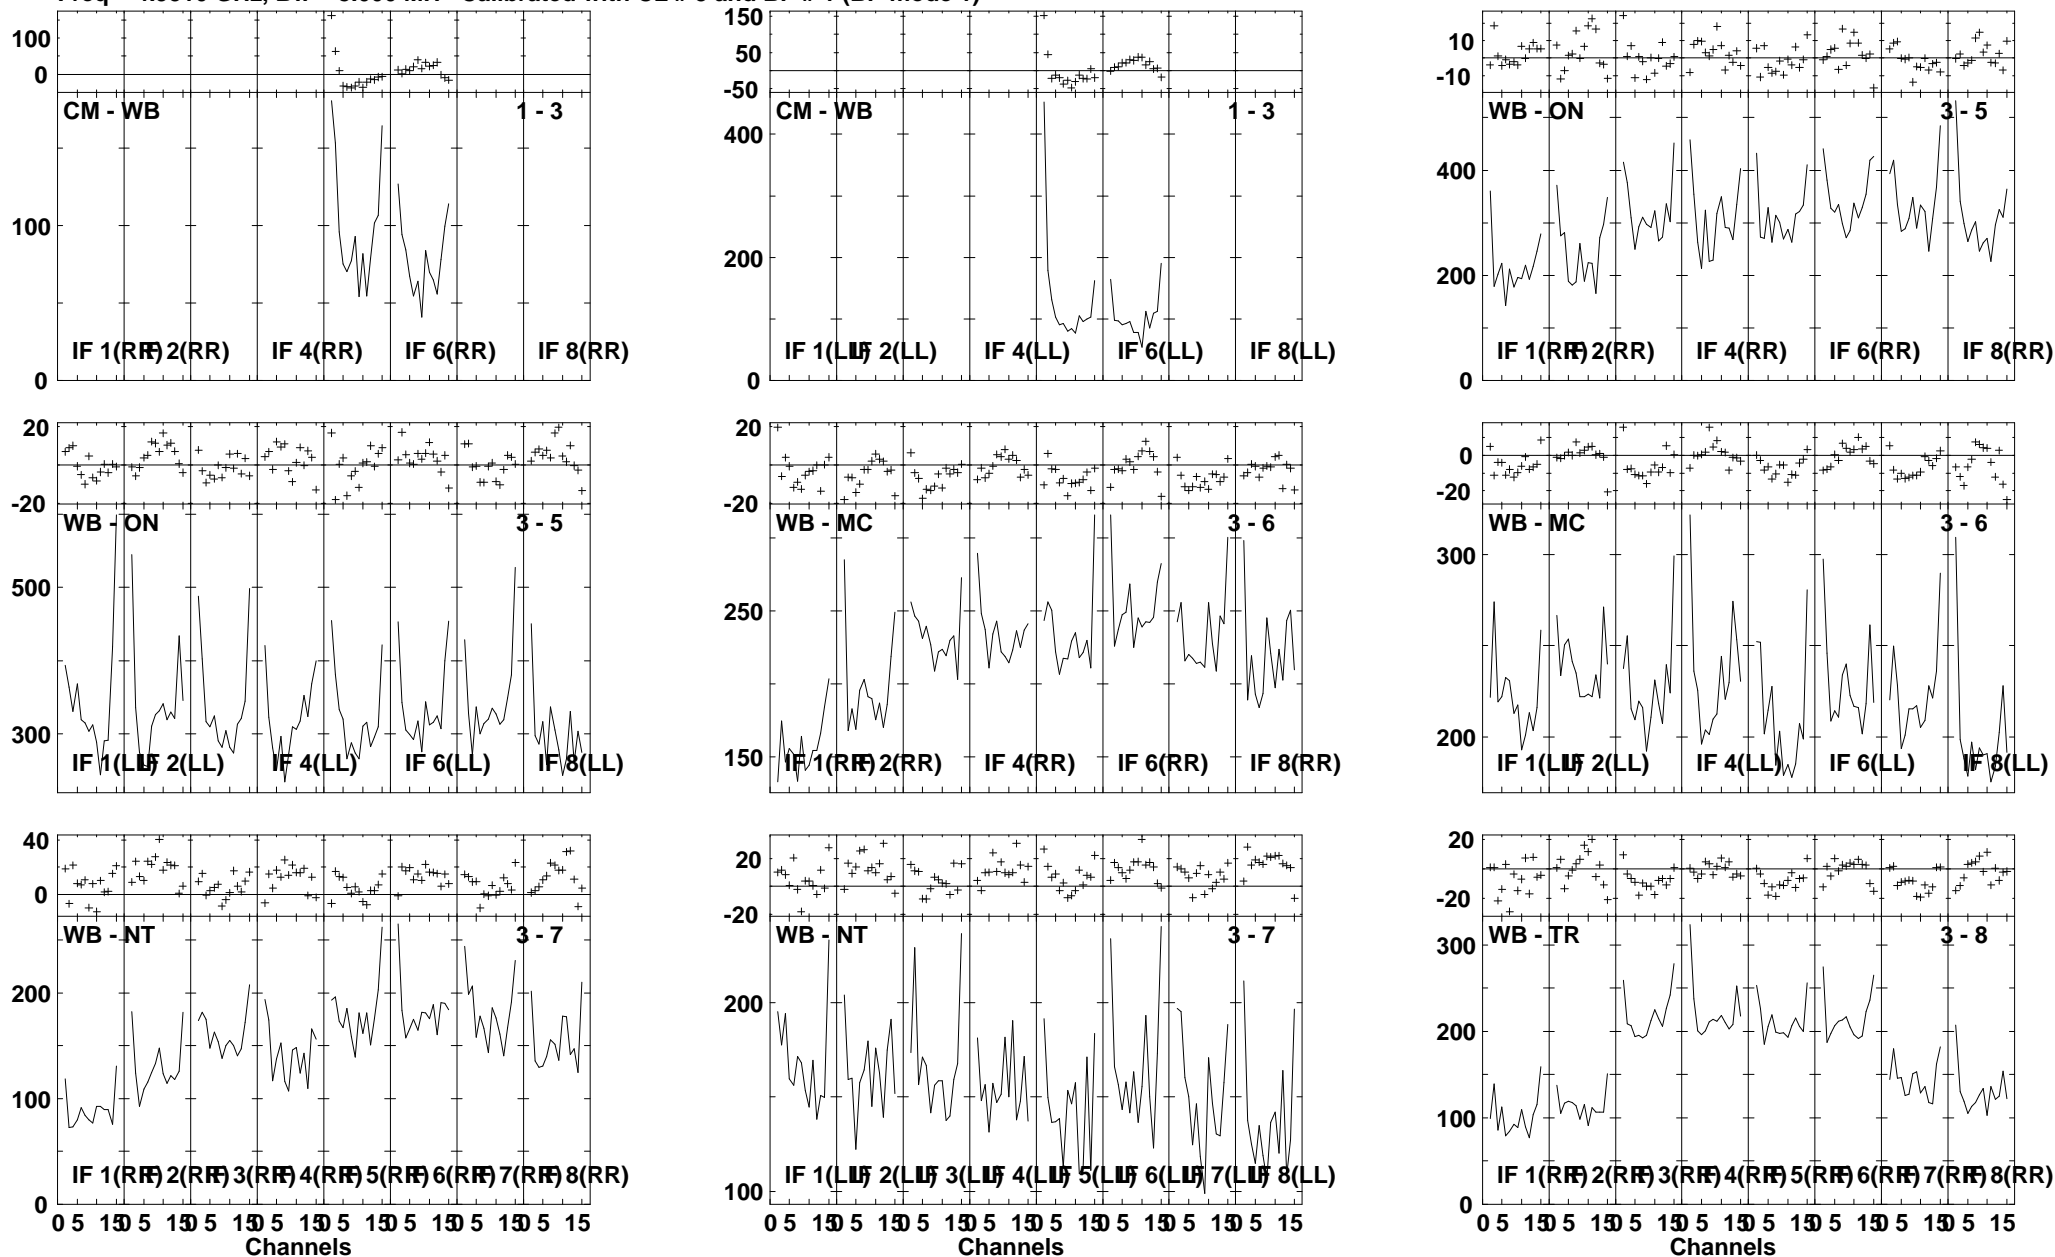 CM - WB 1 - 3
100
0
100
0
IF 1(RR) IF 2(RR) IF 4(RR) IF 6(RR) IF 8(RR)
CM - WB 1 - 3
150
50
-50
400
200
0
IF 1(LL) IF 2(LL) IF 4(LL) IF 6(LL) IF 8(LL)
WB - ON 3 - 5
10
-10
400
200
0
IF 1(RR) IF 2(RR) IF 4(RR) IF 6(RR) IF 8(RR)
WB - ON 3 - 5
20
0
-20
500
300
IF 1(LL) IF 2(LL) IF 4(LL) IF 6(LL) IF 8(LL)
WB - MC 3 - 6
20
0
-20
250
150
IF 1(RR) IF 2(RR) IF 4(RR) IF 6(RR) IF 8(RR)
WB - MC 3 - 6
0
-20
300
200
IF 1(LL) IF 2(LL) IF 4(LL) IF 6(LL) IF 8(LL)
WB - NT 3 - 7
40
0
200
100
0
IF 1(RR) IF 2(RR) IF 3(RR) IF 4(RR) IF 5(RR) IF 6(RR) IF 7(RR) IF 8(RR)
0 5 15 0 5 15 0 5 15 0 5 15 0 5 15 0 5 15 0 5 15 0 5 15
Channels
WB - NT 3 - 7
20
0
-20
200
100
IF 1(LL) IF 2(LL) IF 3(LL) IF 4(LL) IF 5(LL) IF 6(LL) IF 7(LL) IF 8(LL)
0 5 15 0 5 15 0 5 15 0 5 15 0 5 15 0 5 15 0 5 15 0 5 15
Channels
WB - TR 3 - 8
20
0
-20
300
200
100
0
IF 1(RR) IF 2(RR) IF 3(RR) IF 4(RR) IF 5(RR) IF 6(RR) IF 7(RR) IF 8(RR)
0 5 15 0 5 15 0 5 15 0 5 15 0 5 15 0 5 15 0 5 15 0 5 15
Channels